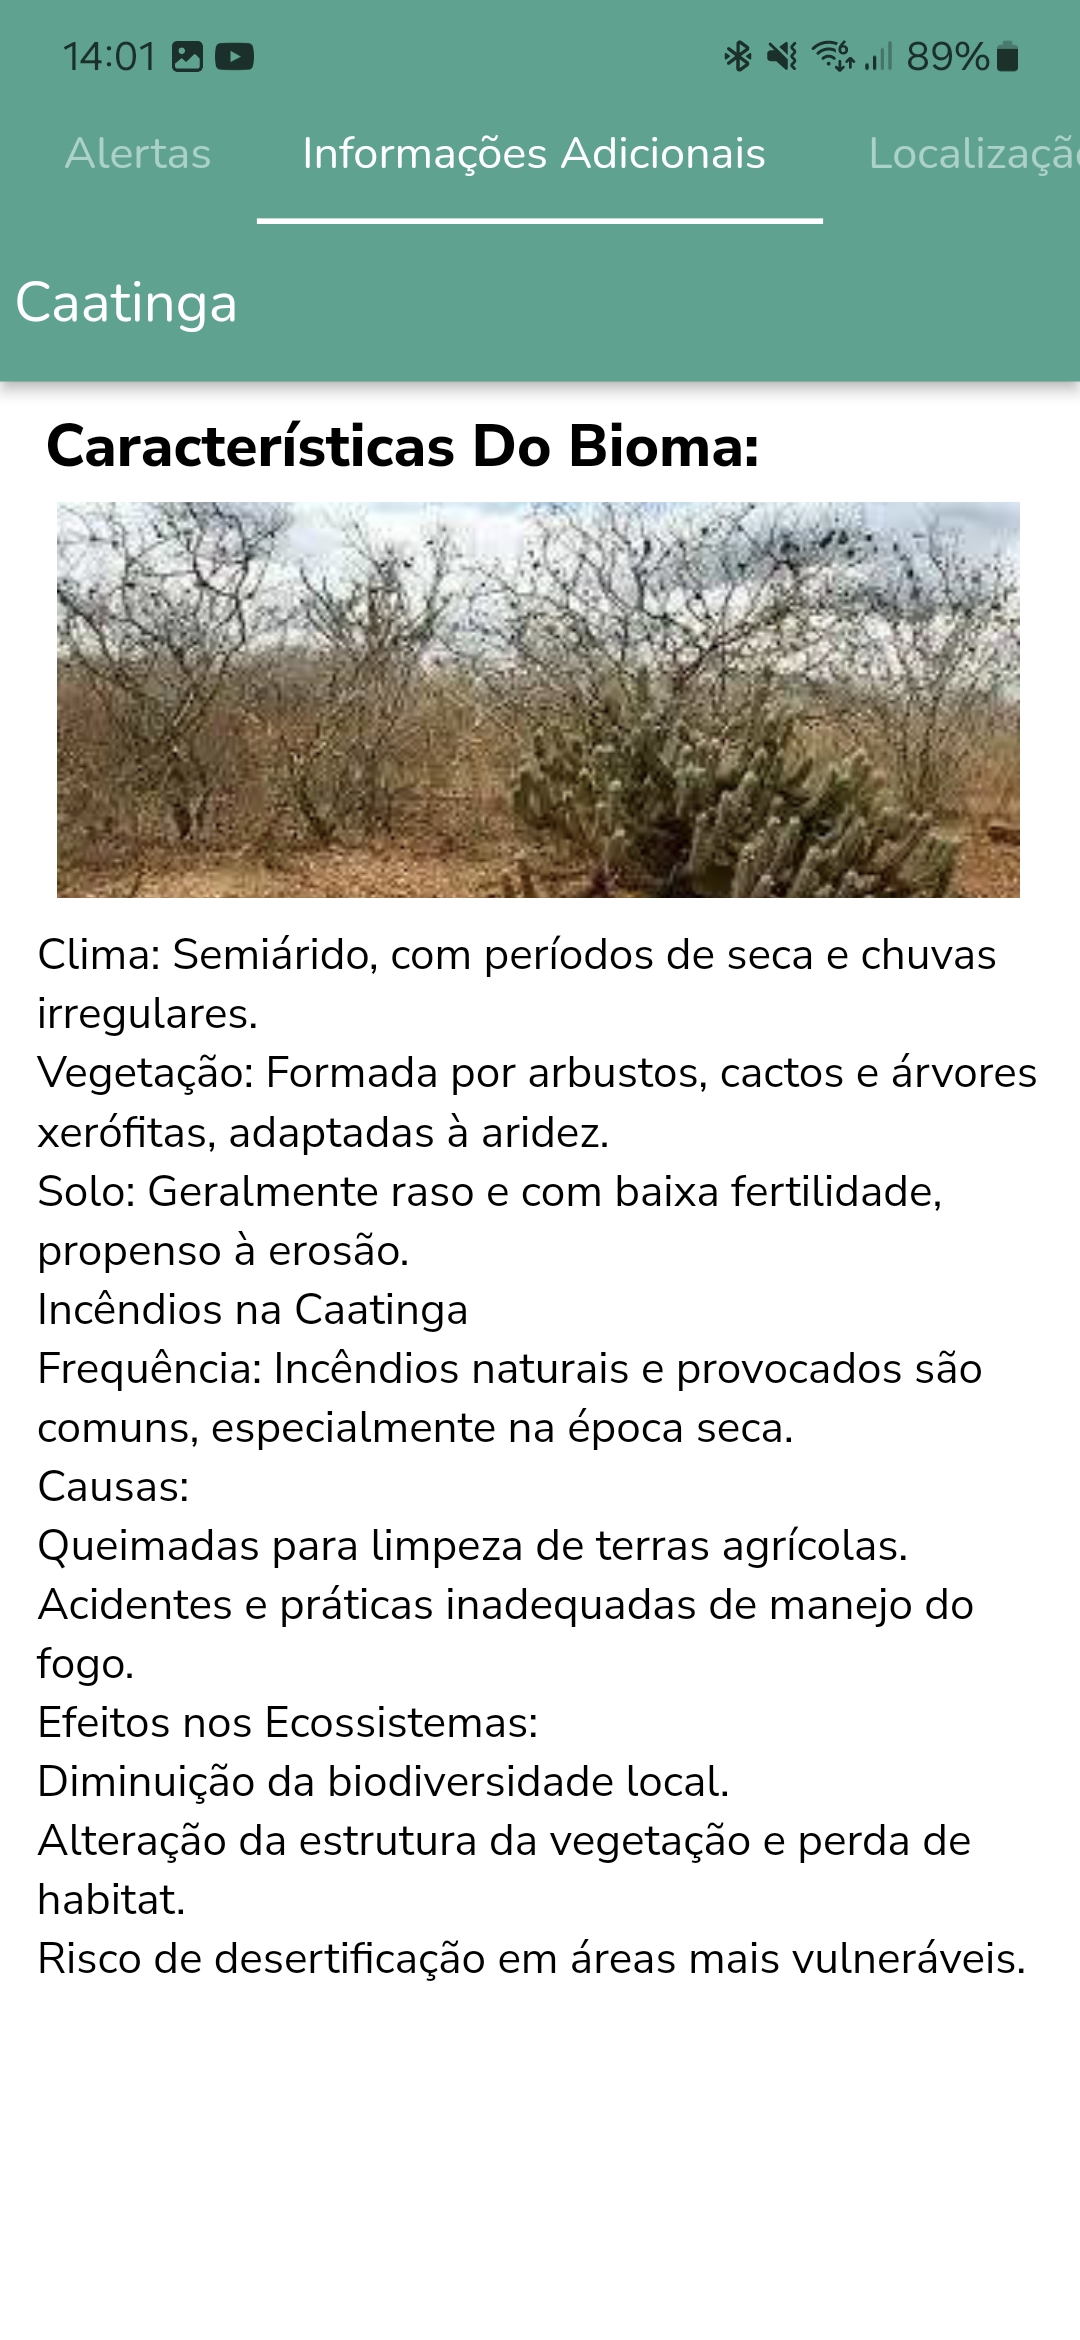 14:01 89%
Alertas Informações Adicionais Localizaçã
Caatinga
Características Do Bioma:
Clima: Semiárido, com períodos de seca e chuvas
irregulares.
Vegetação: Formada por arbustos, cactos e árvores
xerófitas, adaptadas à aridez.
Solo: Geralmente raso e com baixa fertilidade,
propenso à erosão.
Incêndios na Caatinga
Frequência: Incêndios naturais e provocados são
comuns, especialmente na época seca.
Causas:
Queimadas para limpeza de terras agrícolas.
Acidentes e práticas inadequadas de manejo do
fogo.
Efeitos nos Ecossistemas:
Diminuição da biodiversidade local.
Alteração da estrutura da vegetação e perda de
habitat.
Risco de desertificação em áreas mais vulneráveis.